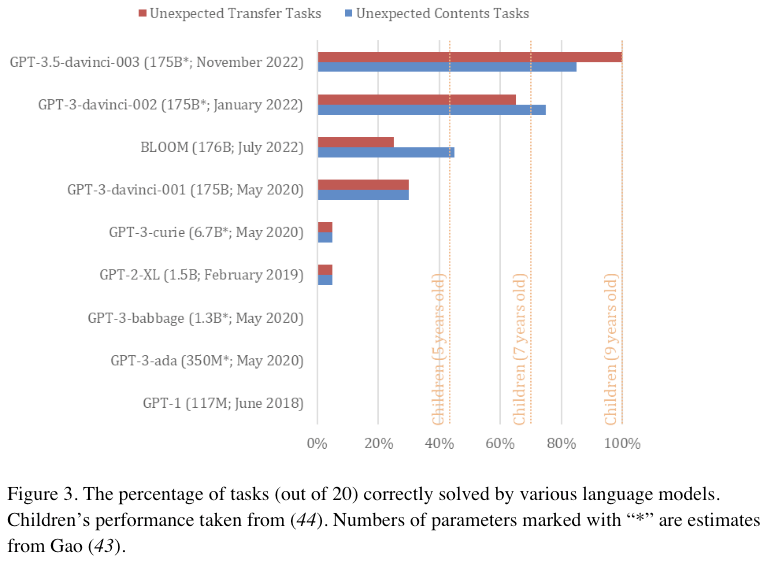 Unexpected Transfer Tasks Unexpected Contents Tasks
GPT-3.5-davinci-003 (175B*; November 2022)
GPT-3-davinci-002 (175B*; January 2022)
BLOOM (176B; July 2022)
GPT-3-davinci-001 (175B; May 2020)
GPT-3-curie (6.7B*; May 2020)
GPT-2-XL (1.5B; February 2019)
GPT-3-babbage (1.3B*; May 2020)
GPT-3-ada (350M*; May 2020)
GPT-1 (117M; June 2018)
Children (5 years old)
Children (7 years old)
Children (9 years old)
0% 20% 40% 60% 80% 100%
Figure 3. The percentage of tasks (out of 20) correctly solved by various language models.
Children’s performance taken from (44). Numbers of parameters marked with “*” are estimates
from Gao (43).